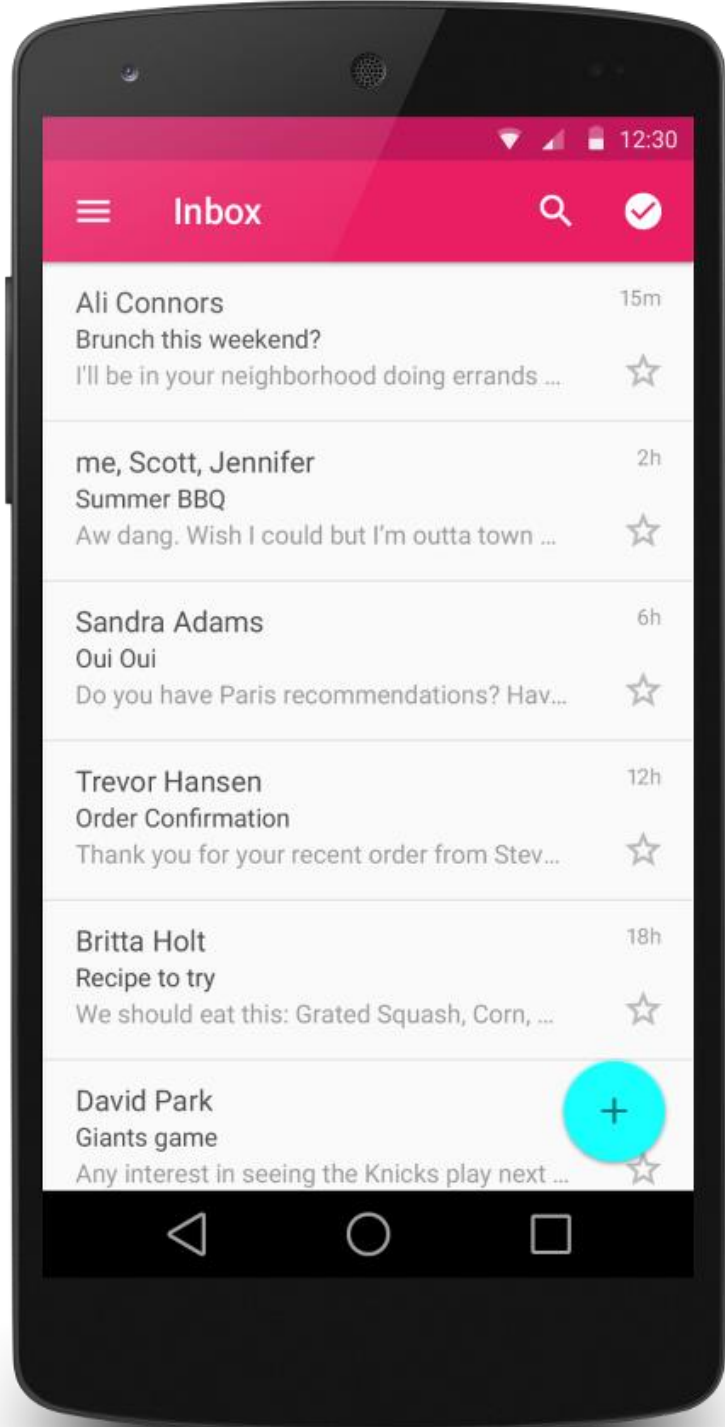 12:30
Inbox
Ali Connors
15m
Brunch this weekend?
I'll be in your neighborhood doing errands ...
me, Scott, Jennifer
2h
Summer BBQ
Aw dang. Wish I could but I'm outta town ...
Sandra Adams
6h
Oui Oui
Do you have Paris recommendations? Hav...
Trevor Hansen
12h
Order Confirmation
Thank you for your recent order from Stev...
Britta Holt
18h
Recipe to try
We should eat this: Grated Squash, Corn, ...
David Park
Giants game
Any interest in seeing the Knicks play next ...